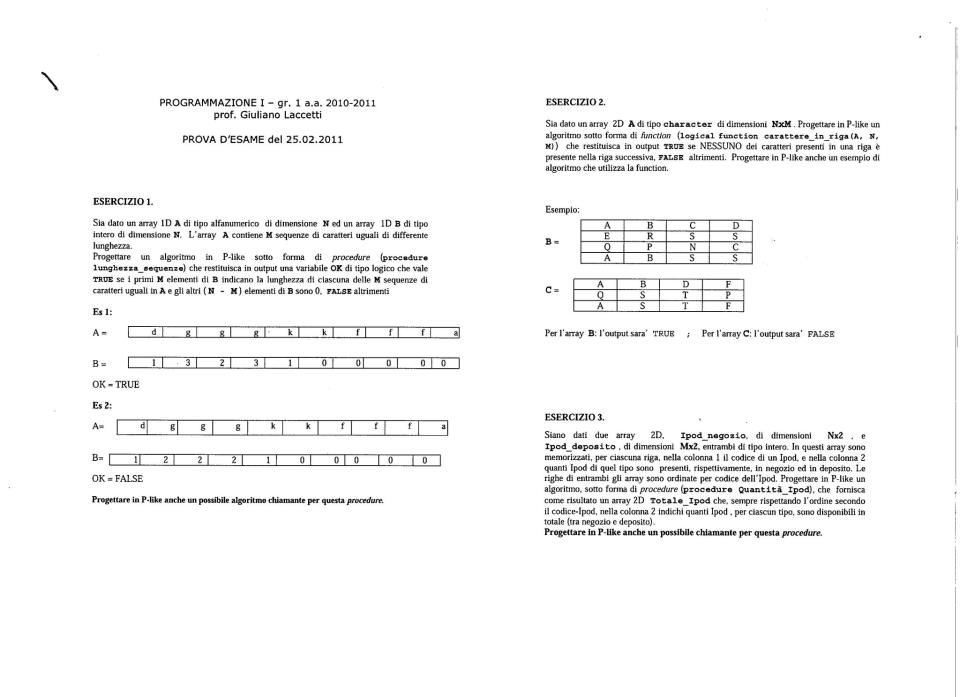 PROGRAMMAZIONE I – gr. 1 a.a. 2010-2011
prof. Giuliano Laccetti
PROVA D'ESAME del 25.02.2011
ESERCIZIO 1.
Sia dato un array 1D A di tipo alfanumerico di dimensione N ed un array 1D B di tipo
intero di dimensione N. L'array A contiene M sequenze di caratteri uguali di differente
lunghezza.
Progettare un algoritmo in P-like sotto forma di procedure (procedure
lunghezza_sequenze) che restituisca in output una variabile OK di tipo logico che vale
TRUE se i primi M elementi di B indicano la lunghezza di ciascuna delle M sequenze di
caratteri uguali in A e gli altri ( N - M) elementi di B sono 0, FALSE altrimenti
Es 1:
A = d g g g k k f f f a
B = 1 3 2 3 1 0 0 0 0 0
OK = TRUE
Es 2:
A= d g g g k k f f f a
B= 1 2 2 2 1 0 0 0 0 0
OK = FALSE
Progettare in P-like anche un possibile algoritmo chiamante per questa procedure.
ESERCIZIO 2.
Sia dato un array 2D A di tipo character di dimensioni NxM . Progettare in P-like un
algoritmo sotto forma di function (logical function carattere_in_riga(A, N,
M)) che restituisca in output TRUE se NESSUNO dei caratteri presenti in una riga è
presente nella riga successiva, FALSE altrimenti. Progettare in P-like anche un esempio di
algoritmo che utilizza la function.
Esempio:
B =
A B C D
E R S S
Q P N C
A B S S
C =
A B D F
Q S T P
A S T F
Per l'array B: l'output sara' TRUE ; Per l'array C: l'output sara' FALSE
ESERCIZIO 3.
Siano dati due array 2D, Ipod_negozio, di dimensioni Nx2 , e
Ipod_deposito , di dimensioni Mx2, entrambi di tipo intero. In questi array sono
memorizzati, per ciascuna riga, nella colonna 1 il codice di un Ipod, e nella colonna 2
quanti Ipod di quel tipo sono presenti, rispettivamente, in negozio ed in deposito. Le
righe di entrambi gli array sono ordinate per codice dell'Ipod. Progettare in P-like un
algoritmo, sotto forma di procedure (procedure Quantità_Ipod), che fornisca
come risultato un array 2D Totale_Ipod che, sempre rispettando l'ordine secondo
il codice-Ipod, nella colonna 2 indichi quanti Ipod , per ciascun tipo, sono disponibili in
totale (tra negozio e deposito).
Progettare in P-like anche un possibile chiamante per questa procedure.